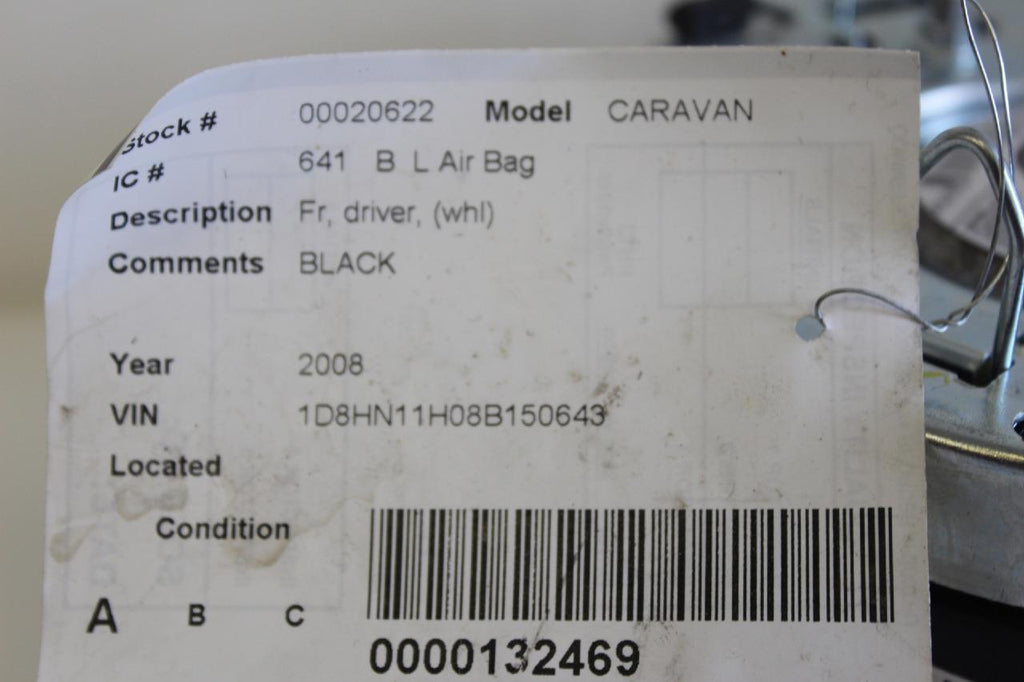 Stock # 00020622 Model CARAVAN
IC # 641 B L Air Bag
Description Fr, driver, (whl)
Comments BLACK
Year 2008
VIN 1D8HN11H08B150643
Located
Condition
A B C
0000132469